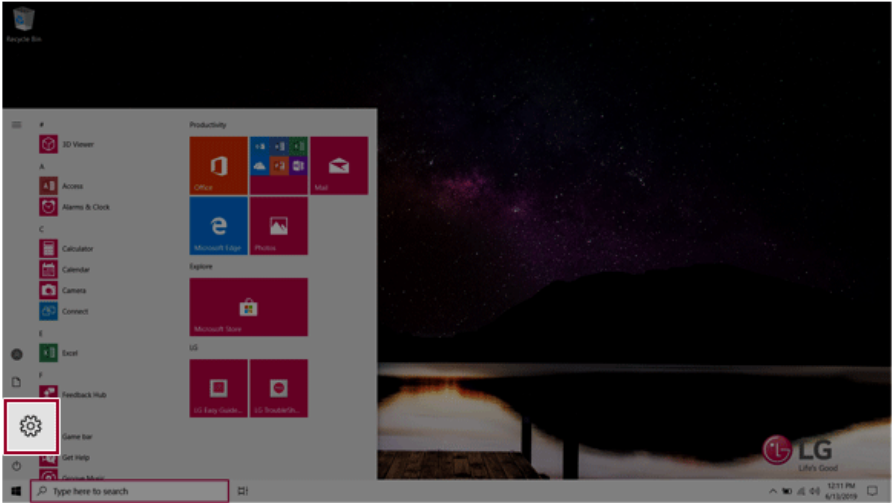 Recycle Bin
#
3D Viewer
A
Access
Alarms & Clock
C
Calculator
Calendar
Camera
Connect
E
Excel
F
Feedback Hub
Game bar
Get Help
Groove Music
Productivity
Office
Mail
Microsoft Edge
Photos
Explore
Microsoft Store
LG
LG Easy Guide...
LG TroubleSh...
LG
Life's Good
Type here to search
12:11 PM
6/13/2019